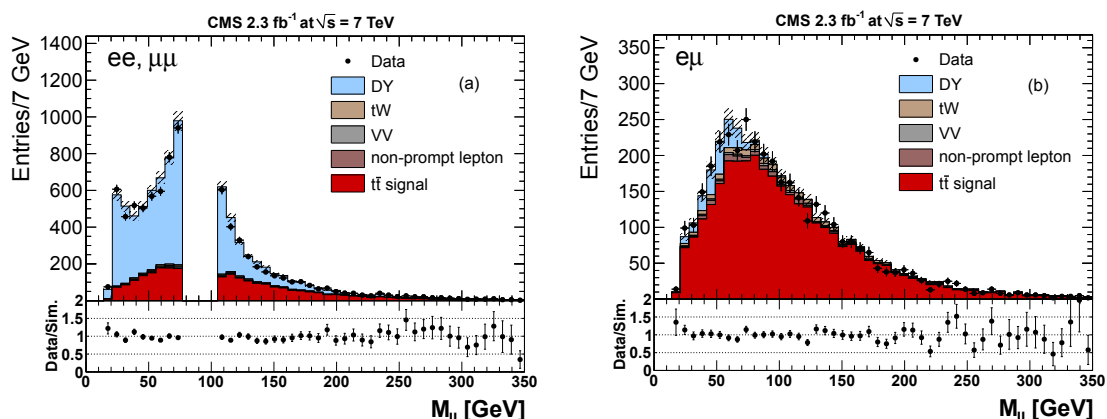 CMS 2.3 fb⁻¹ at √s = 7 TeV
Entries/7 GeV
1400
1200
1000
800
600
400
200
ee, μμ
(a)
Data
DY
tW
VV
non-prompt lepton
tt̄ signal
Data/Sim.
2
1.5
1
0.5
0
0 50 100 150 200 250 300 350
M_ll [GeV]
CMS 2.3 fb⁻¹ at √s = 7 TeV
Entries/7 GeV
350
300
250
200
150
100
50
eμ
(b)
Data
DY
tW
VV
non-prompt lepton
tt̄ signal
Data/Sim.
2
1.5
1
0.5
0
0 50 100 150 200 250 300 350
M_ll [GeV]